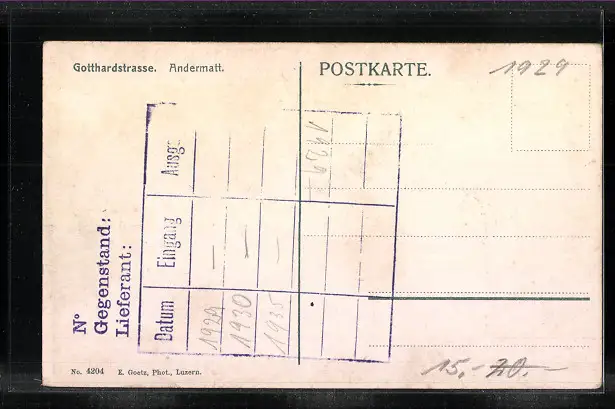 Gotthardstrasse. Andermatt.
POSTKARTE.
1929
N°
Gegenstand:
Lieferant:
Datum Eingang Ausg.
1929 –
1930 –
1935 –
No. 4204 E. Goetz, Phot., Luzern.
15.- 20.-